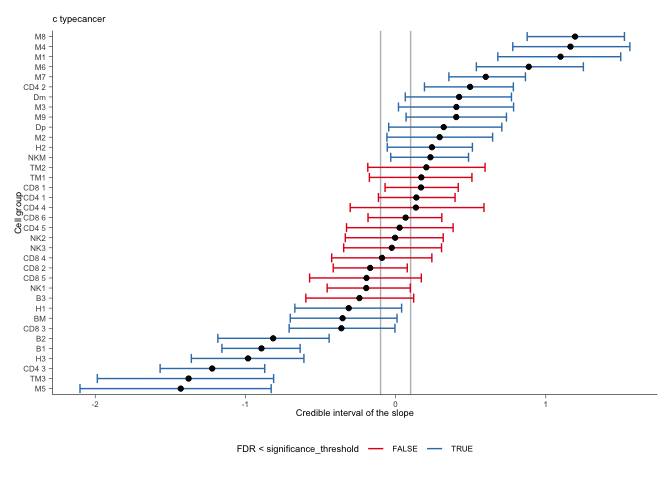 c typecancer
M8
M4
M1
M6
M7
CD4 2
Dm
M3
M9
Dp
M2
H2
NKM
TM2
TM1
CD8 1
CD4 1
CD4 4
CD8 6
CD4 5
NK2
NK3
CD8 4
CD8 2
CD8 5
NK1
B3
H1
BM
CD8 3
B2
B1
H3
CD4 3
TM3
M5
Cell group
-2 -1 0 1
Credible interval of the slope
FDR < significance_threshold FALSE TRUE